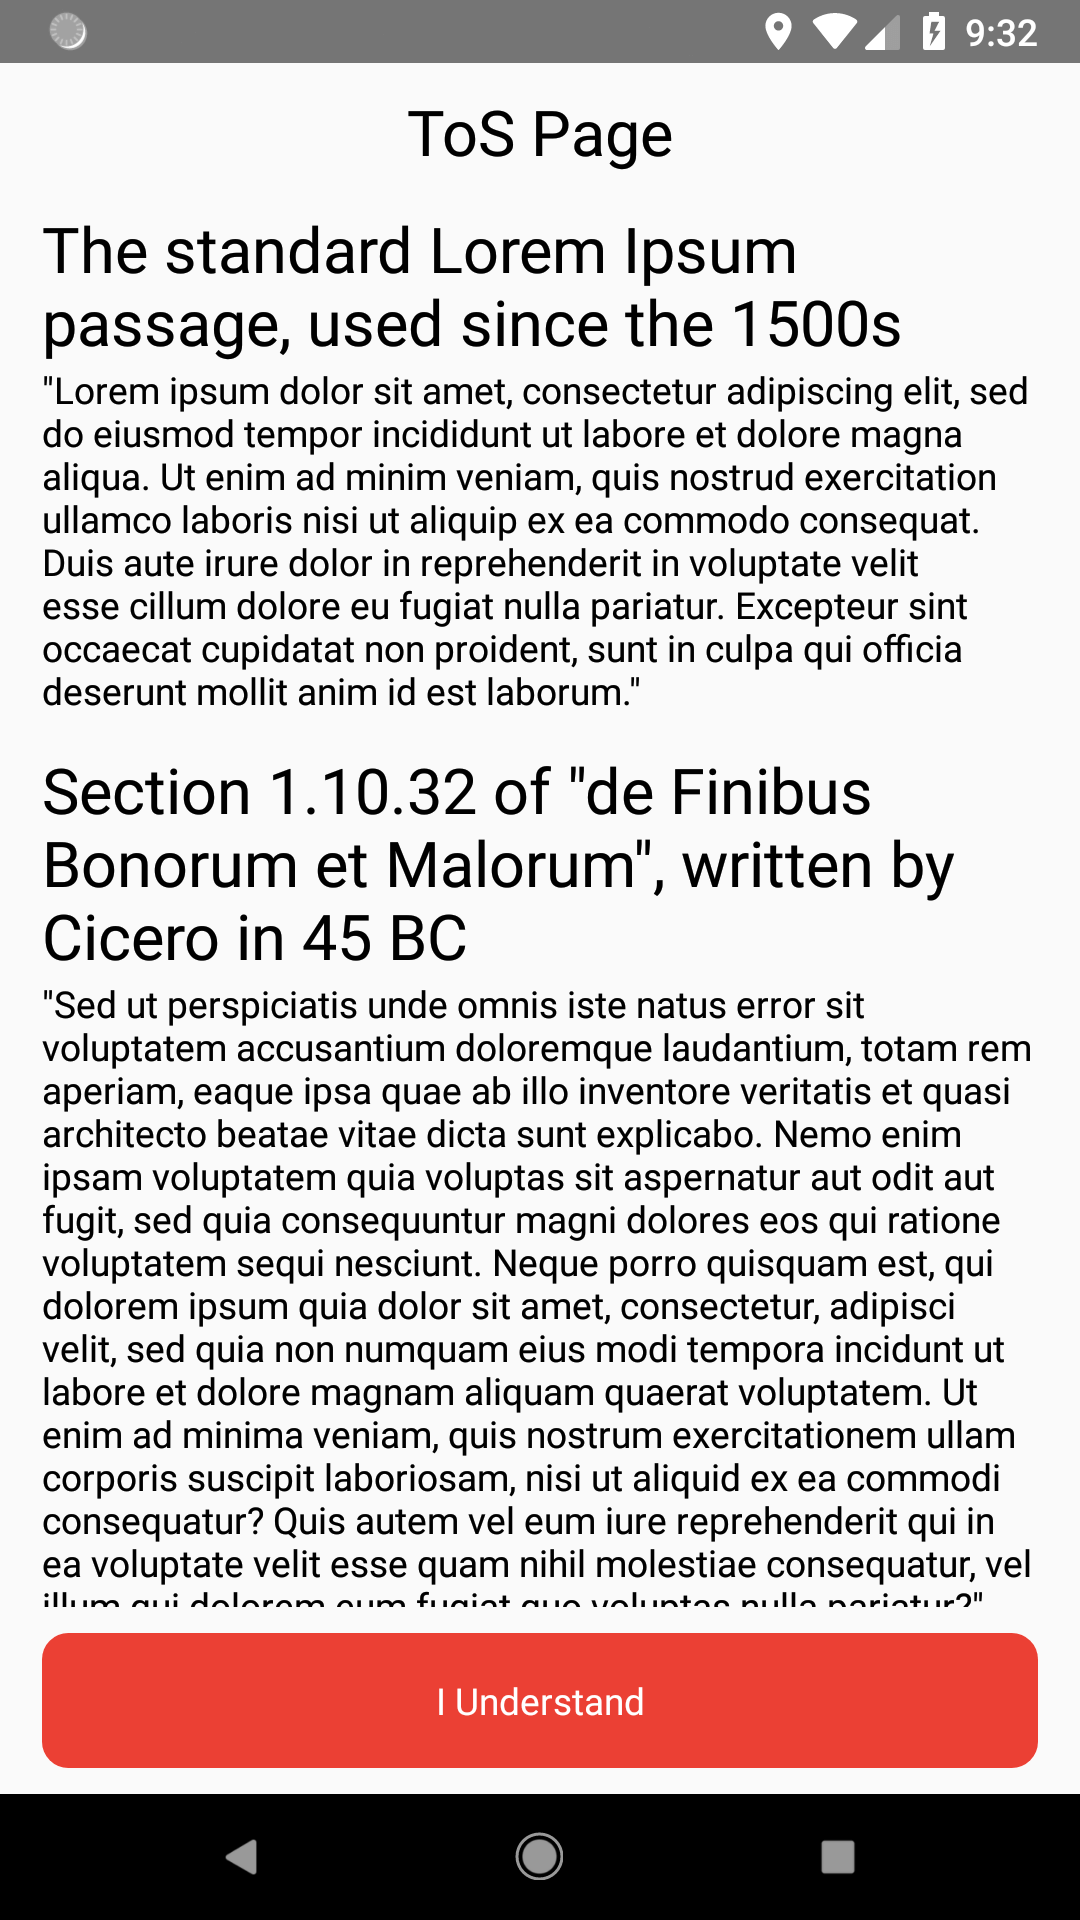 9:32
ToS Page
The standard Lorem Ipsum
passage, used since the 1500s
"Lorem ipsum dolor sit amet, consectetur adipiscing elit, sed
do eiusmod tempor incididunt ut labore et dolore magna
aliqua. Ut enim ad minim veniam, quis nostrud exercitation
ullamco laboris nisi ut aliquip ex ea commodo consequat.
Duis aute irure dolor in reprehenderit in voluptate velit
esse cillum dolore eu fugiat nulla pariatur. Excepteur sint
occaecat cupidatat non proident, sunt in culpa qui officia
deserunt mollit anim id est laborum."
Section 1.10.32 of "de Finibus
Bonorum et Malorum", written by
Cicero in 45 BC
"Sed ut perspiciatis unde omnis iste natus error sit
voluptatem accusantium doloremque laudantium, totam rem
aperiam, eaque ipsa quae ab illo inventore veritatis et quasi
architecto beatae vitae dicta sunt explicabo. Nemo enim
ipsam voluptatem quia voluptas sit aspernatur aut odit aut
fugit, sed quia consequuntur magni dolores eos qui ratione
voluptatem sequi nesciunt. Neque porro quisquam est, qui
dolorem ipsum quia dolor sit amet, consectetur, adipisci
velit, sed quia non numquam eius modi tempora incidunt ut
labore et dolore magnam aliquam quaerat voluptatem. Ut
enim ad minima veniam, quis nostrum exercitationem ullam
corporis suscipit laboriosam, nisi ut aliquid ex ea commodi
consequatur? Quis autem vel eum iure reprehenderit qui in
ea voluptate velit esse quam nihil molestiae consequatur, vel
illum qui dolorem eum fugiat quo voluptas nulla pariatur?"
I Understand